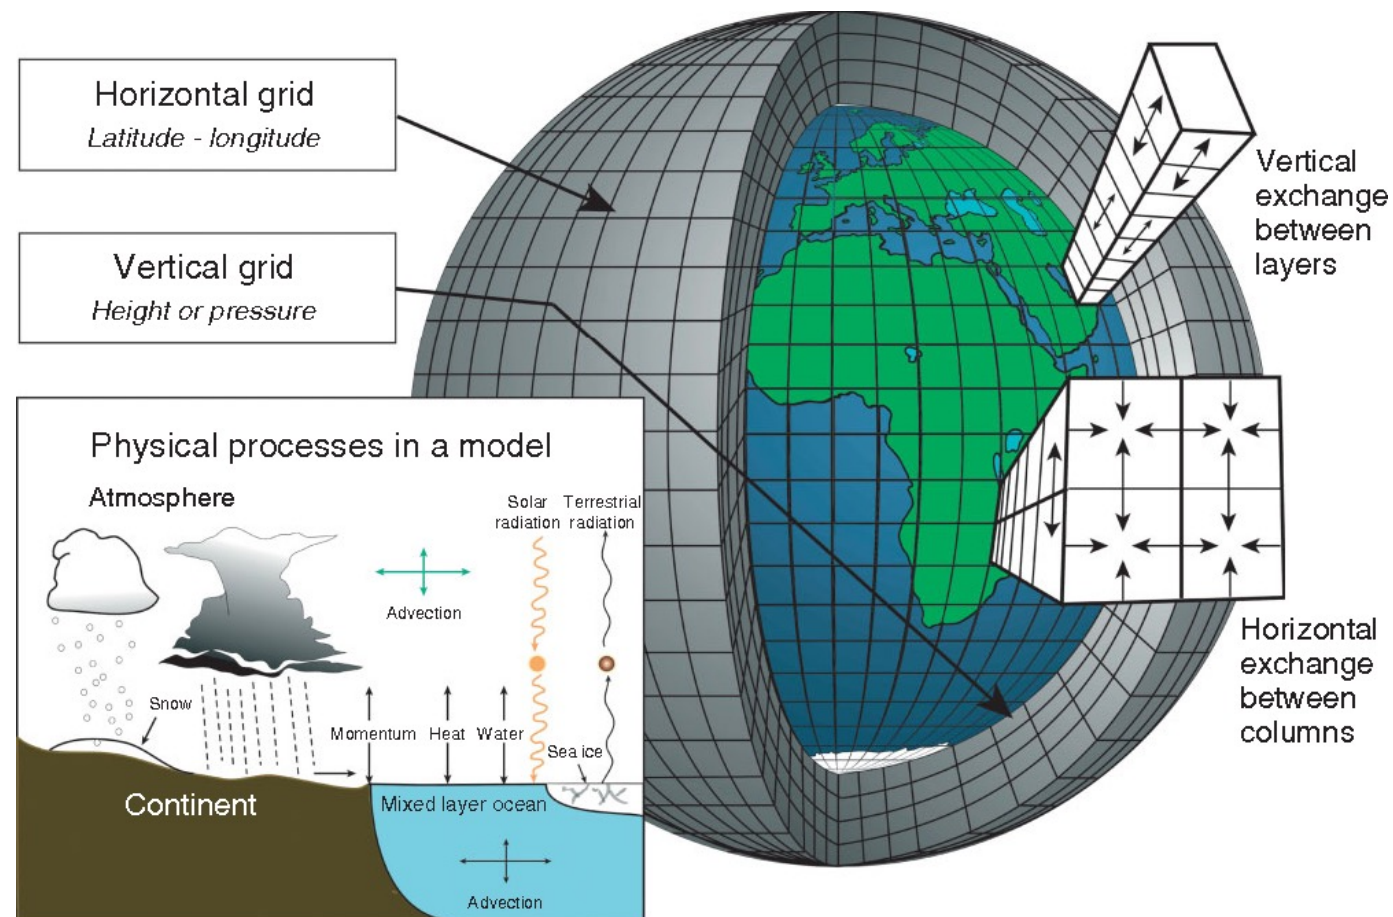 Horizontal grid
Latitude - longitude
Vertical grid
Height or pressure
Vertical
exchange
between
layers
Horizontal
exchange
between
columns
Physical processes in a model
Atmosphere
Solar
radiation
Terrestrial
radiation
Advection
Snow
Momentum
Heat
Water
Sea ice
Continent
Mixed layer ocean
Advection